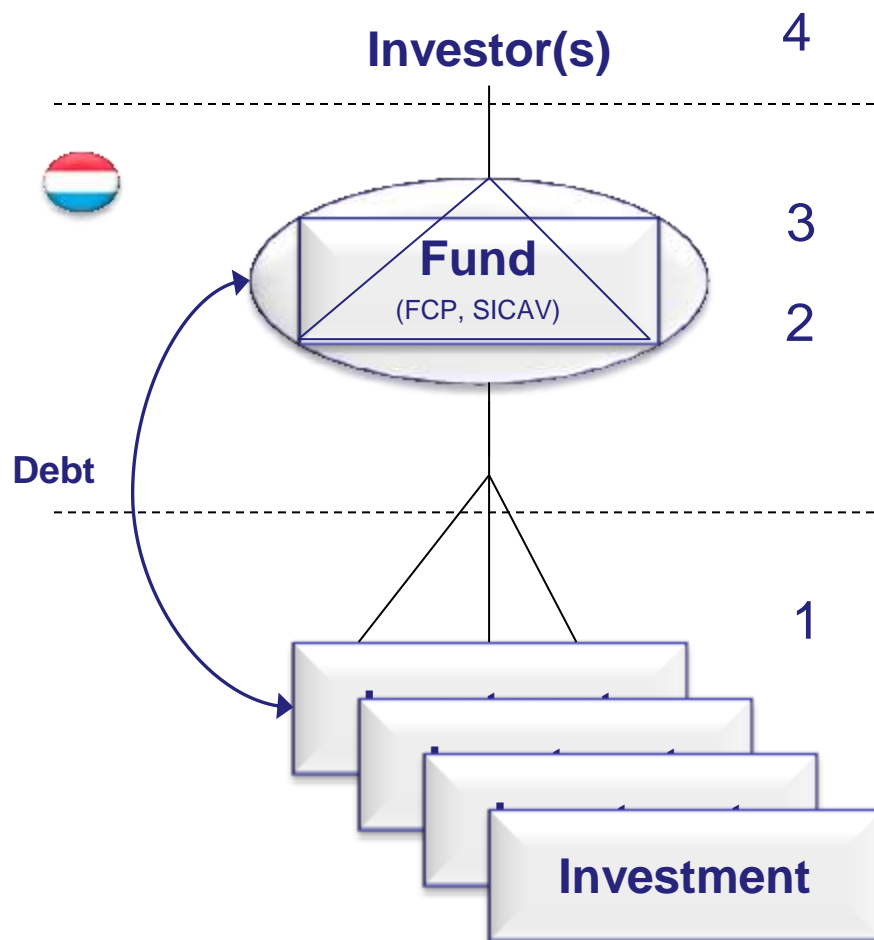 Investor(s)
4
3
Fund
(FCP, SICAV)
2
Debt
1
Investment